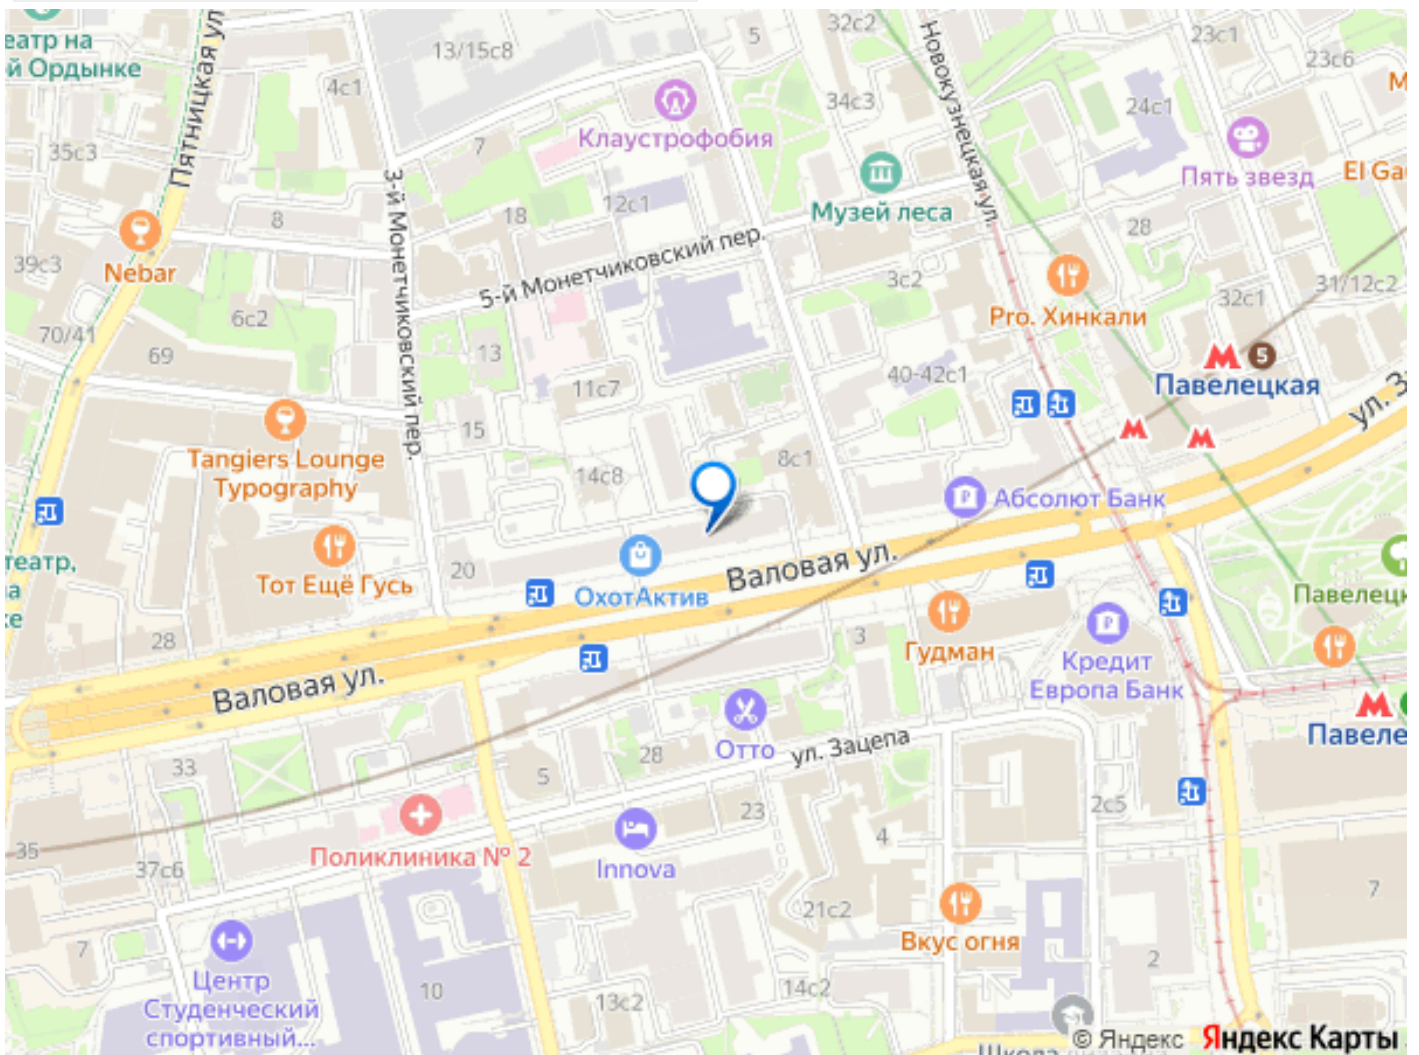 еатр на
й Ордынке
Пятницкая ул
13/15с8
5
32с2
23с1
23с6
4с1
35с3
7
Клаустрофобия
34с3
Новокузнецкая ул.
24с1
Пять звезд
El Ga
М
3-й Монетчиковский пер.
8
18
12с1
Музей леса
28
Nebar
39с3
5-й Монетчиковский пер.
3с2
Pro. Хинкали
32с1
31/12с2
6с2
70/41
69
13
11с7
40-42с1
5
Павелецкая
ул. З
15
Tangiers Lounge
Typography
14с8
8с1
Абсолют Банк
театр,
а
ке
Тот Ещё Гусь
20
ОхотАктив
Валовая ул.
Павелецк
28
Валовая ул.
3
Гудман
Кредит
Европа Банк
Павеле
33
5
28
Отто
ул. Зацепа
35
37с6
Поликлиника № 2
Innova
23
4
2с5
7
21с2
Вкус огня
7
Центр
Студенческий
спортивный...
10
13с2
14с2
2
© Яндекс Яндекс Карты